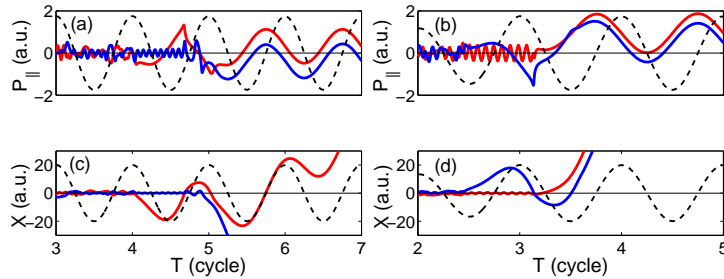 (a)
P|| (a.u.)
2
0
−2
(b)
P|| (a.u.)
2
0
−2
(c)
X (a.u.)
20
0
−20
3 4 5 6 7
T (cycle)
(d)
X (a.u.)
20
0
−20
2 3 4 5
T (cycle)